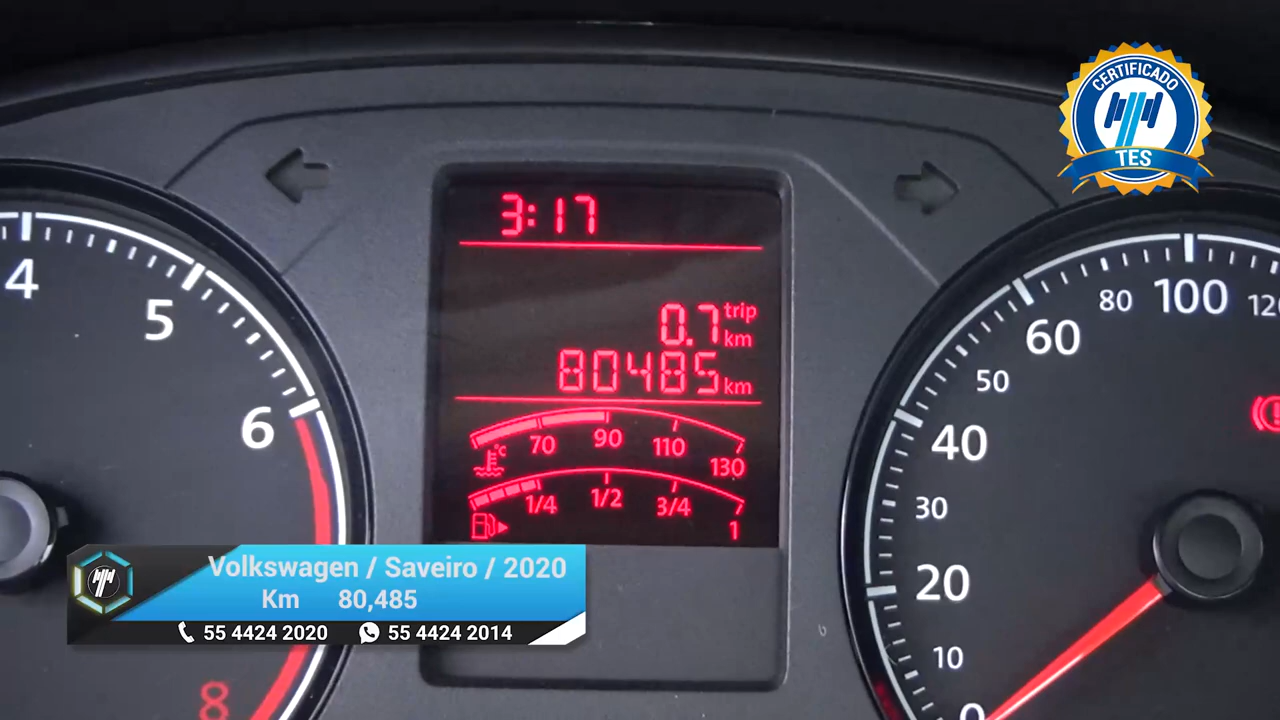 CERTIFICADO
TES
3:17
0.7 trip km
80485 km
70 90 110 130
°C
1/4 1/2 3/4 1
4
5
6
8
0
10
20
30
40
50
60
80
100
Volkswagen / Saveiro / 2020
Km 80,485
55 4424 2020 55 4424 2014